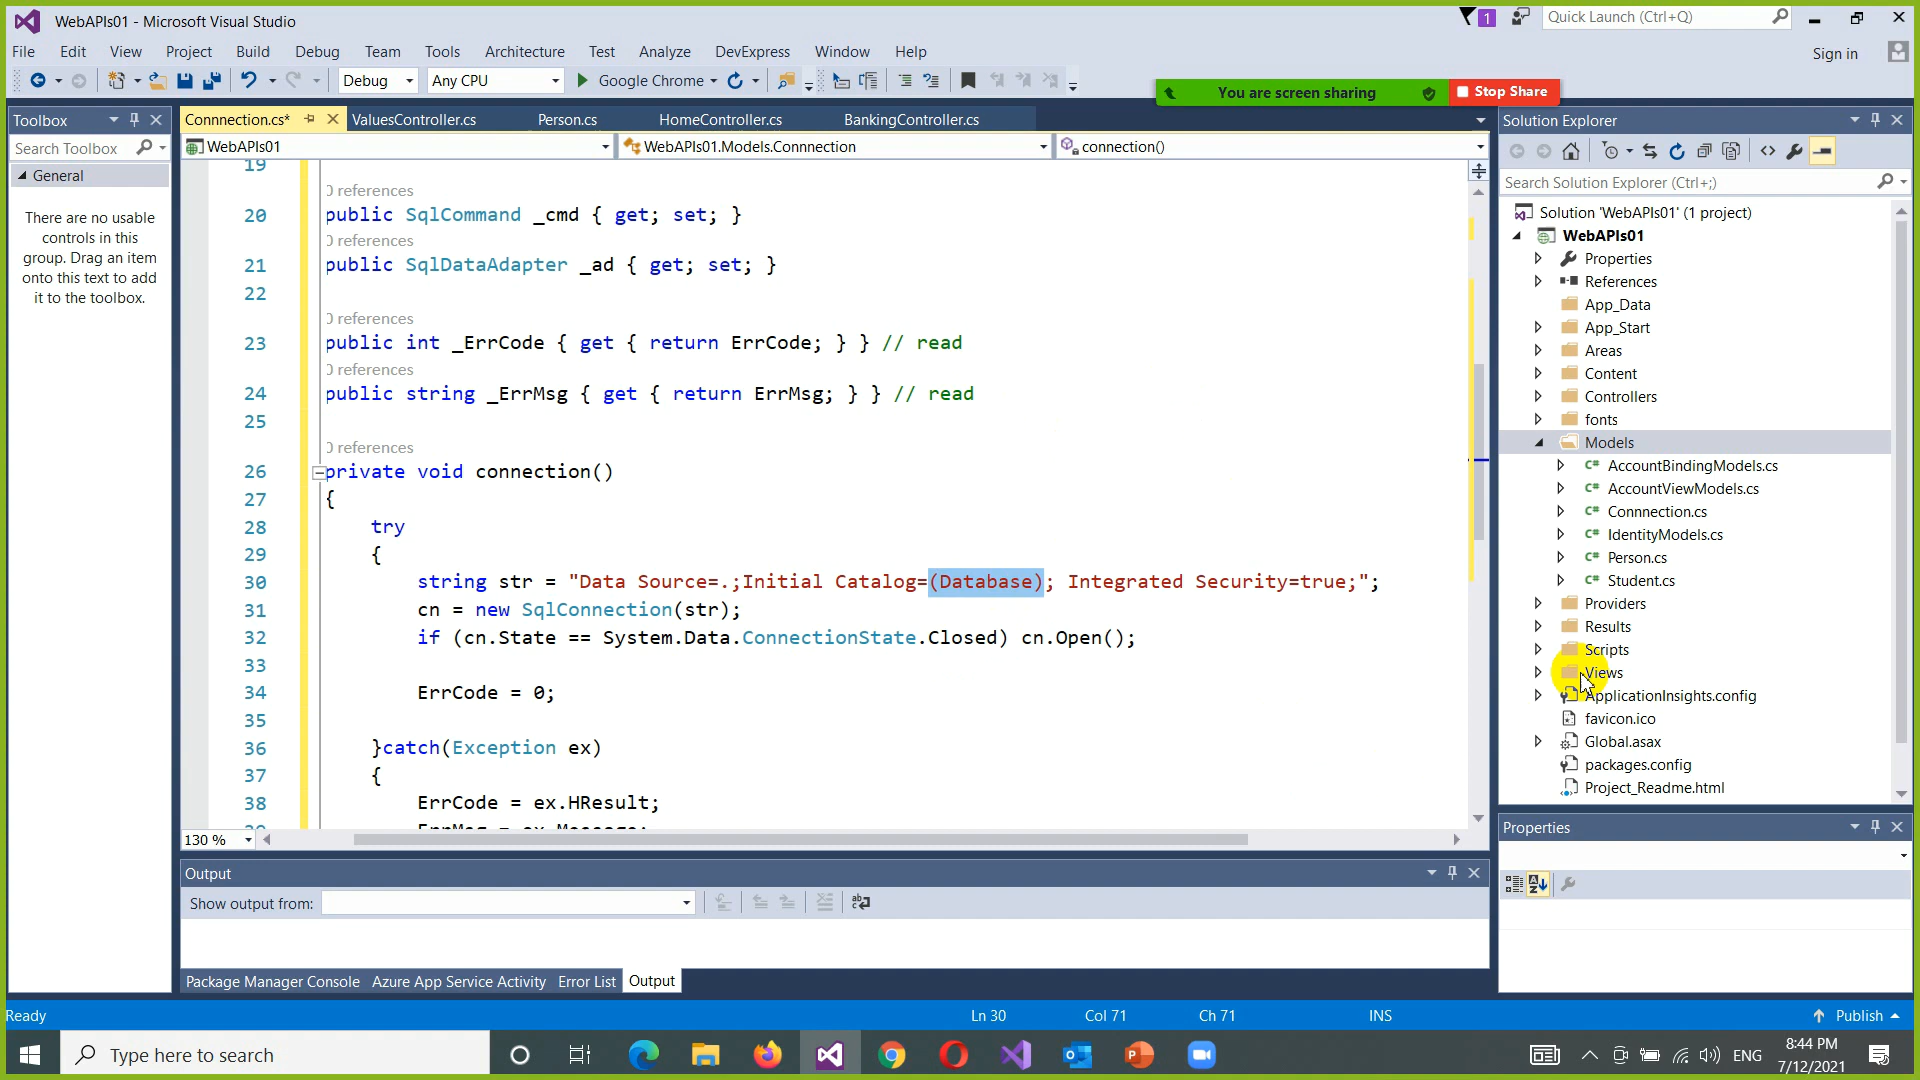 WebAPIs01 - Microsoft Visual Studio
1
Quick Launch (Ctrl+Q)
File Edit View Project Build Debug Team Tools Architecture Test Analyze DevExpress Window Help
Sign in
Debug Any CPU Google Chrome
You are screen sharing
Stop Share
Toolbox
Search Toolbox
General
There are no usable
controls in this
group. Drag an item
onto this text to add
it to the toolbox.
Connnection.cs* ValuesController.cs Person.cs HomeController.cs BankingController.cs
WebAPIs01 WebAPIs01.Models.Connnection connection()
19
0 references
20 public SqlCommand _cmd { get; set; }
0 references
21 public SqlDataAdapter _ad { get; set; }
22
0 references
23 public int _ErrCode { get { return ErrCode; } } // read
0 references
24 public string _ErrMsg { get { return ErrMsg; } } // read
25
0 references
26 private void connection()
27 {
28 try
29 {
30 string str = "Data Source=.;Initial Catalog=(Database); Integrated Security=true;";
31 cn = new SqlConnection(str);
32 if (cn.State == System.Data.ConnectionState.Closed) cn.Open();
33
34 ErrCode = 0;
35
36 }catch(Exception ex)
37 {
38 ErrCode = ex.HResult;
39 ErrMsg = ex.Message;
130 %
Output
Show output from:
Package Manager Console Azure App Service Activity Error List Output
Solution Explorer
Search Solution Explorer (Ctrl+;)
Solution 'WebAPIs01' (1 project)
WebAPIs01
Properties
References
App_Data
App_Start
Areas
Content
Controllers
fonts
Models
C# AccountBindingModels.cs
C# AccountViewModels.cs
C# Connnection.cs
C# IdentityModels.cs
C# Person.cs
C# Student.cs
Providers
Results
Scripts
Views
ApplicationInsights.config
favicon.ico
Global.asax
packages.config
Project_Readme.html
Properties
Ready Ln 30 Col 71 Ch 71 INS Publish
Type here to search
ENG
8:44 PM
7/12/2021